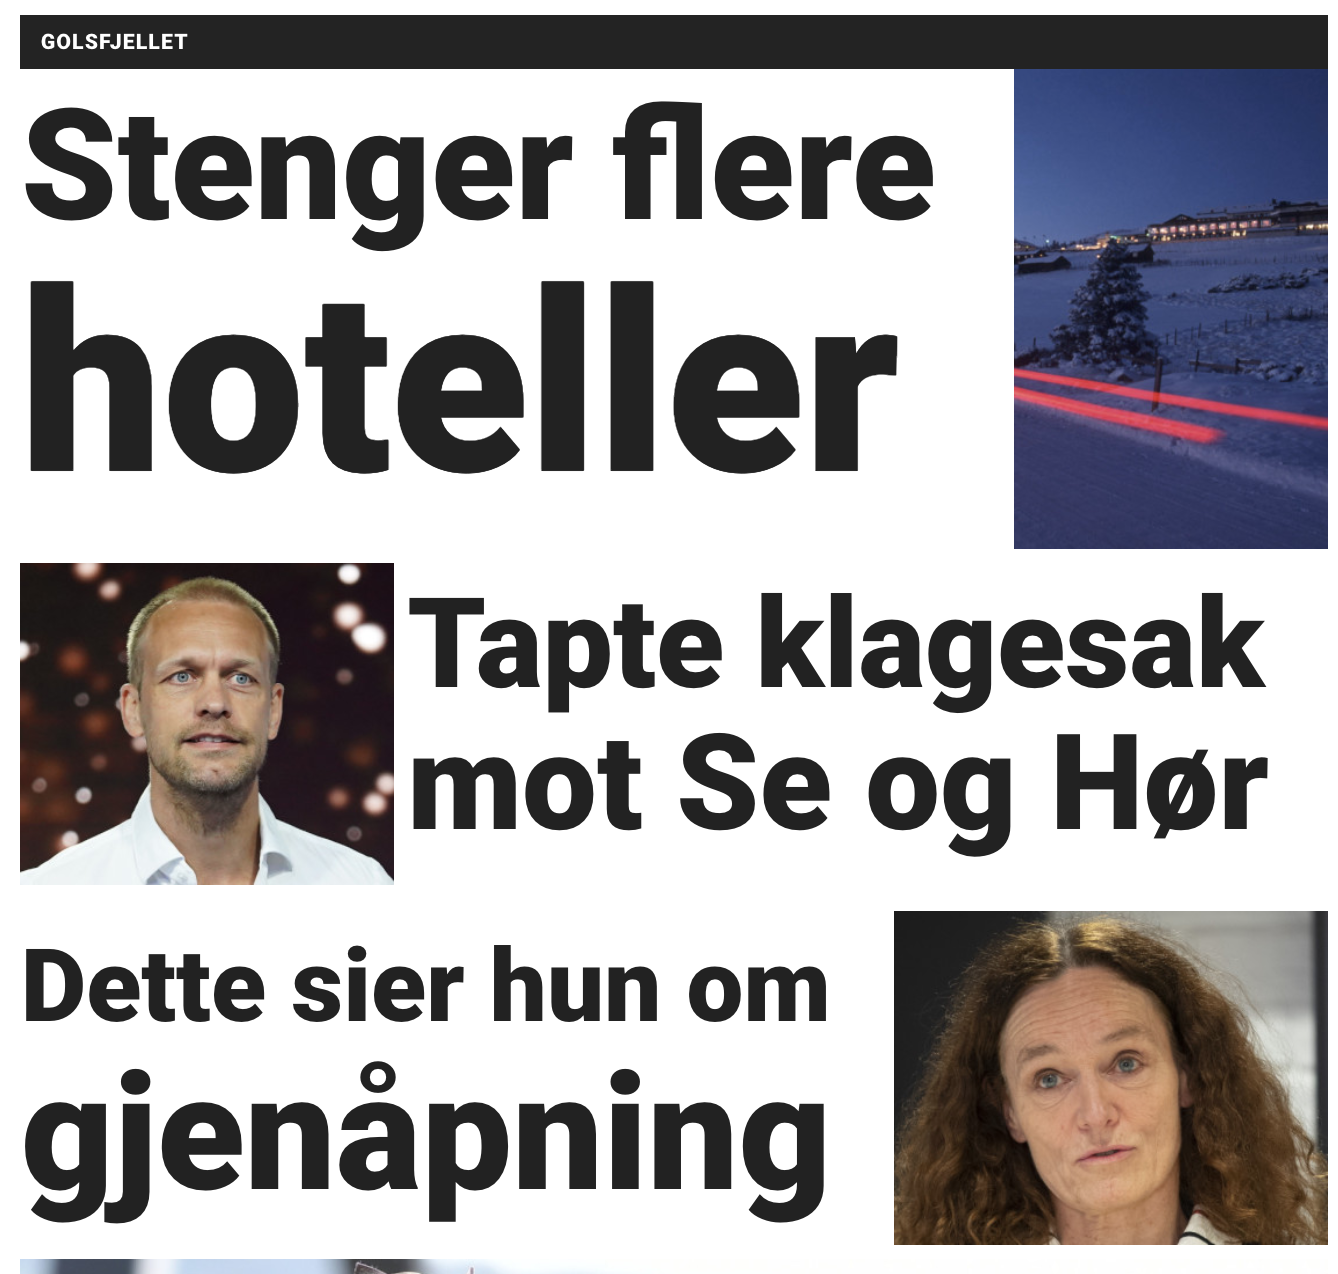 GOLSFJELLET
Stenger flere
hoteller
Tapte klagesak
mot Se og Hør
Dette sier hun om
gjenåpning